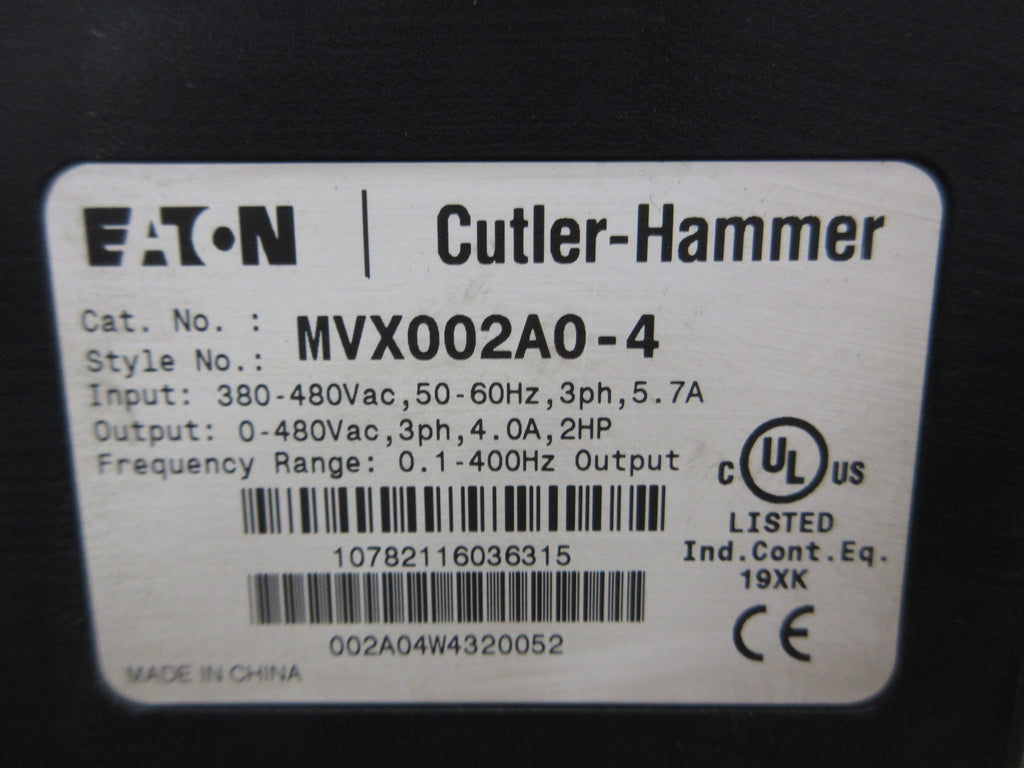 EATON | Cutler-Hammer
Cat. No. : MVX002A0-4
Style No.:
Input: 380-480Vac,50-60Hz,3ph,5.7A
Output: 0-480Vac,3ph,4.0A,2HP
Frequency Range: 0.1-400Hz Output
C UL US
LISTED
Ind.Cont.Eq.
19XK
10782116036315
002A04W4320052
CE
MADE IN CHINA